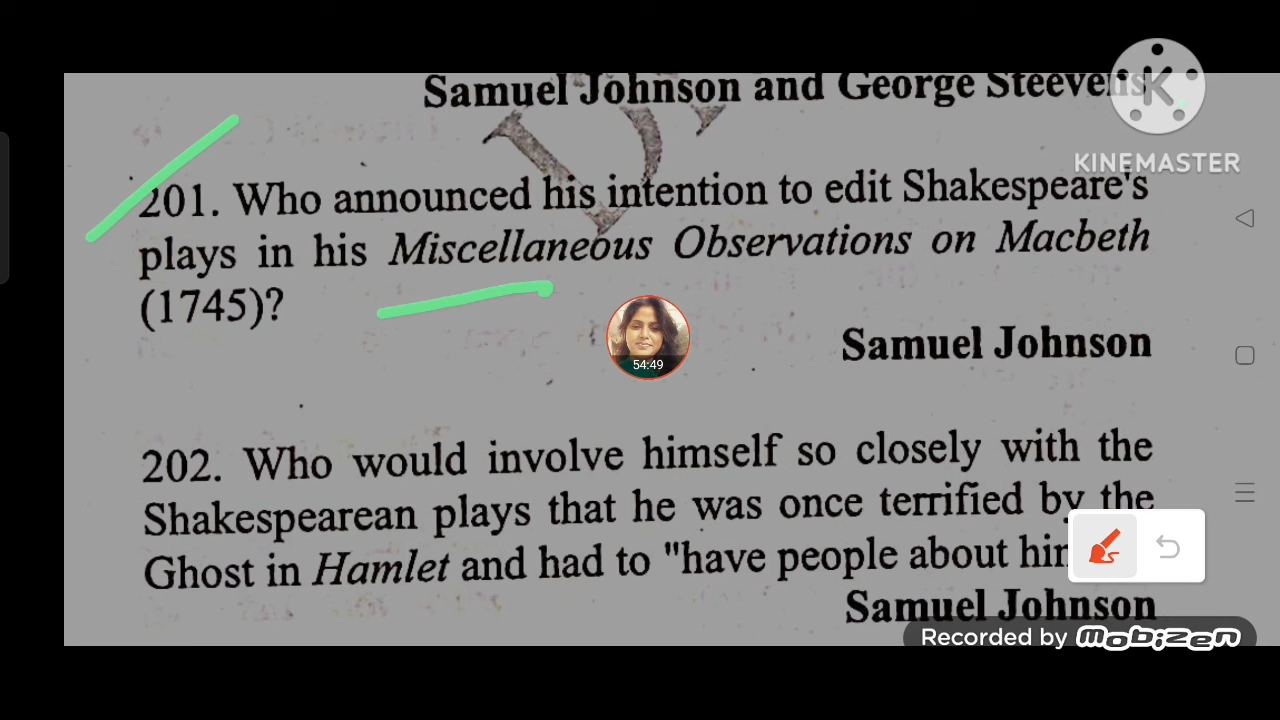 Samuel Johnson and George Steevens
KINEMASTER
201. Who announced his intention to edit Shakespeare's
plays in his Miscellaneous Observations on Macbeth
(1745)?
54:49
Samuel Johnson
202. Who would involve himself so closely with the
Shakespearean plays that he was once terrified by the
Ghost in Hamlet and had to "have people about
Samuel Johnson
Recorded by mobizen